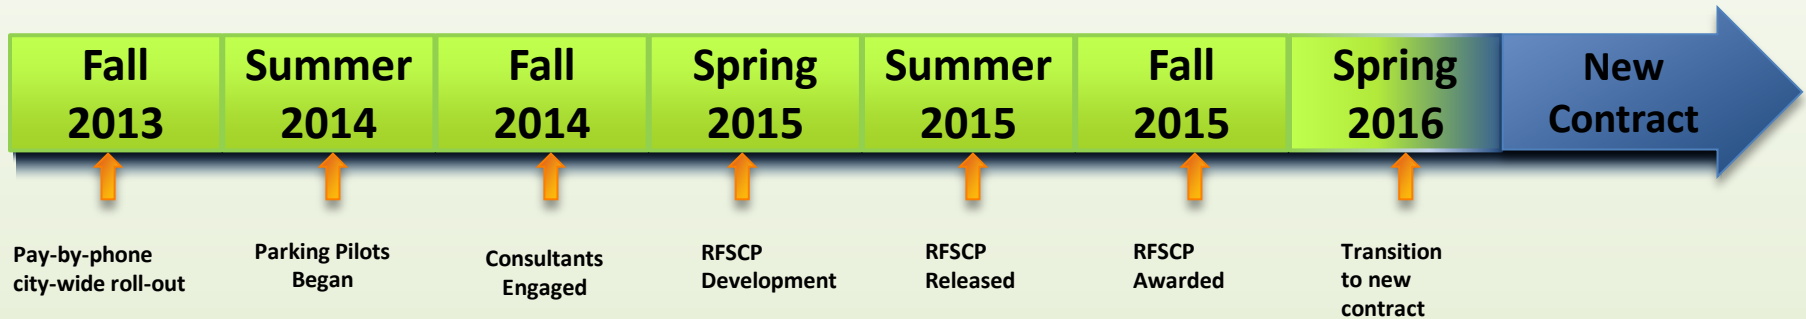 Fall
2013
Summer
2014
Fall
2014
Spring
2015
Summer
2015
Fall
2015
Spring
2016
New
Contract
Pay-by-phone
city-wide roll-out
Parking Pilots
Began
Consultants
Engaged
RFSCP
Development
RFSCP
Released
RFSCP
Awarded
Transition
to new
contract